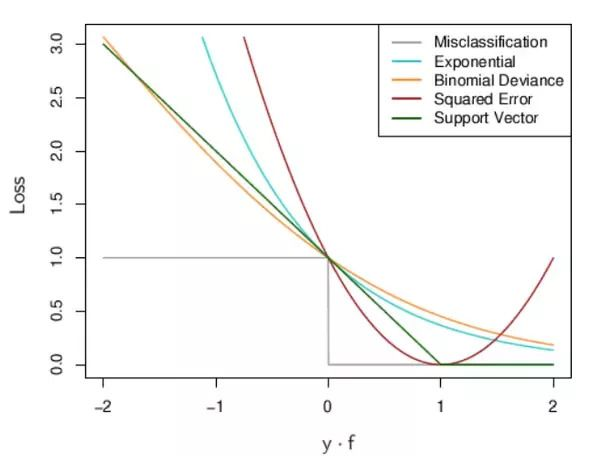 Misclassification
Exponential
Binomial Deviance
Squared Error
Support Vector
3.0
2.5
2.0
1.5
1.0
0.5
0.0
Loss
−2
−1
0
1
2
y · f